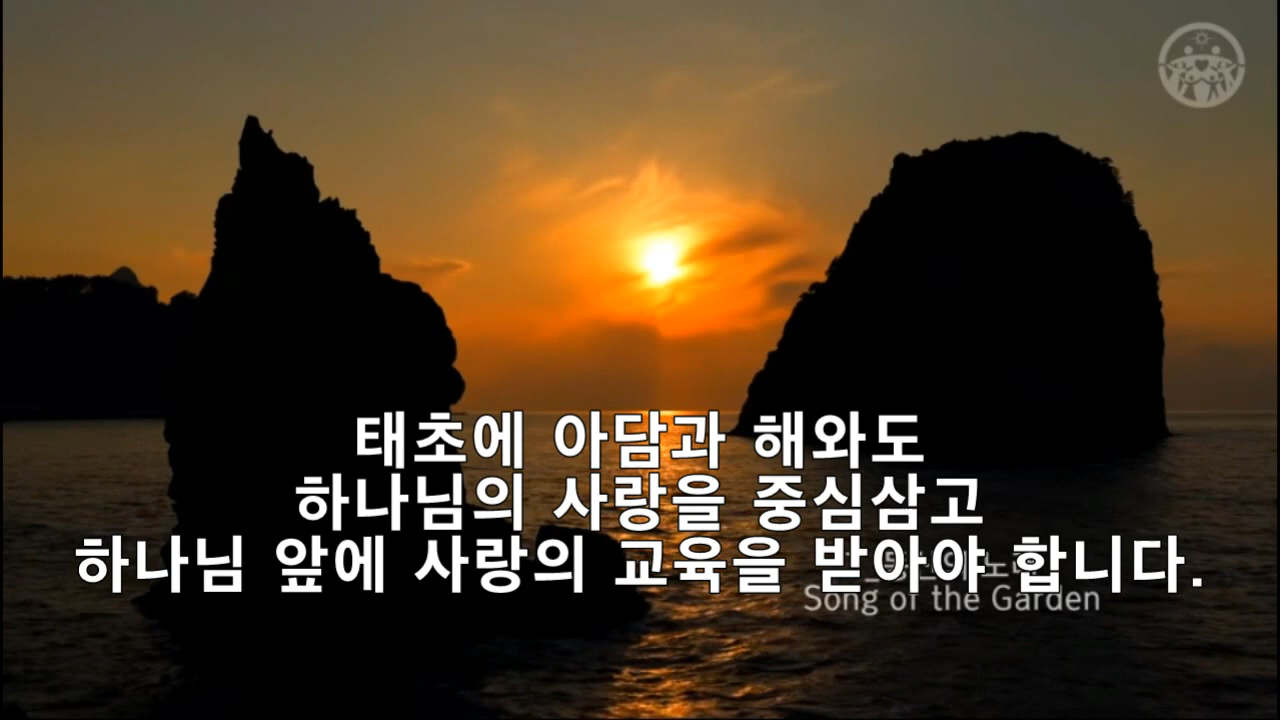 태초에 아담과 해와도
하나님의 사랑을 중심삼고
하나님 앞에 사랑의 교육을 받아야 합니다.
Song of the Garden